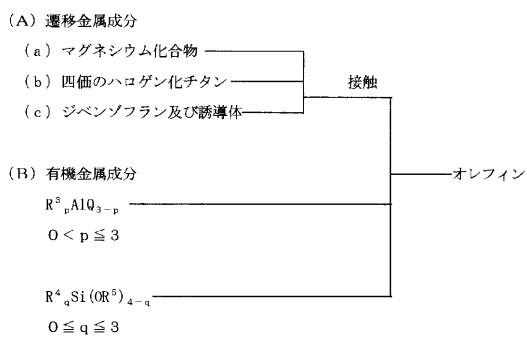 (A) 遷移金属成分
(a) マグネシウム化合物
(b) 四価のハロゲン化チタン
接触
(c) ジベンゾフラン及び誘導体
(B) 有機金属成分
オレフィン
R³ₚAlQ₃₋ₚ
0<p≦3
R⁴qSi(OR⁵)₄₋q
0≦q≦3